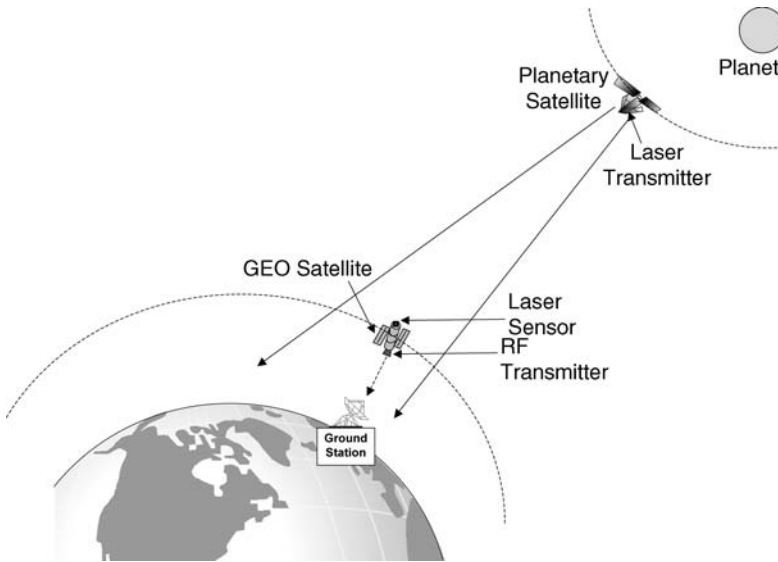 Planet
Planetary
Satellite
Laser
Transmitter
GEO Satellite
Laser
Sensor
RF
Transmitter
Ground
Station